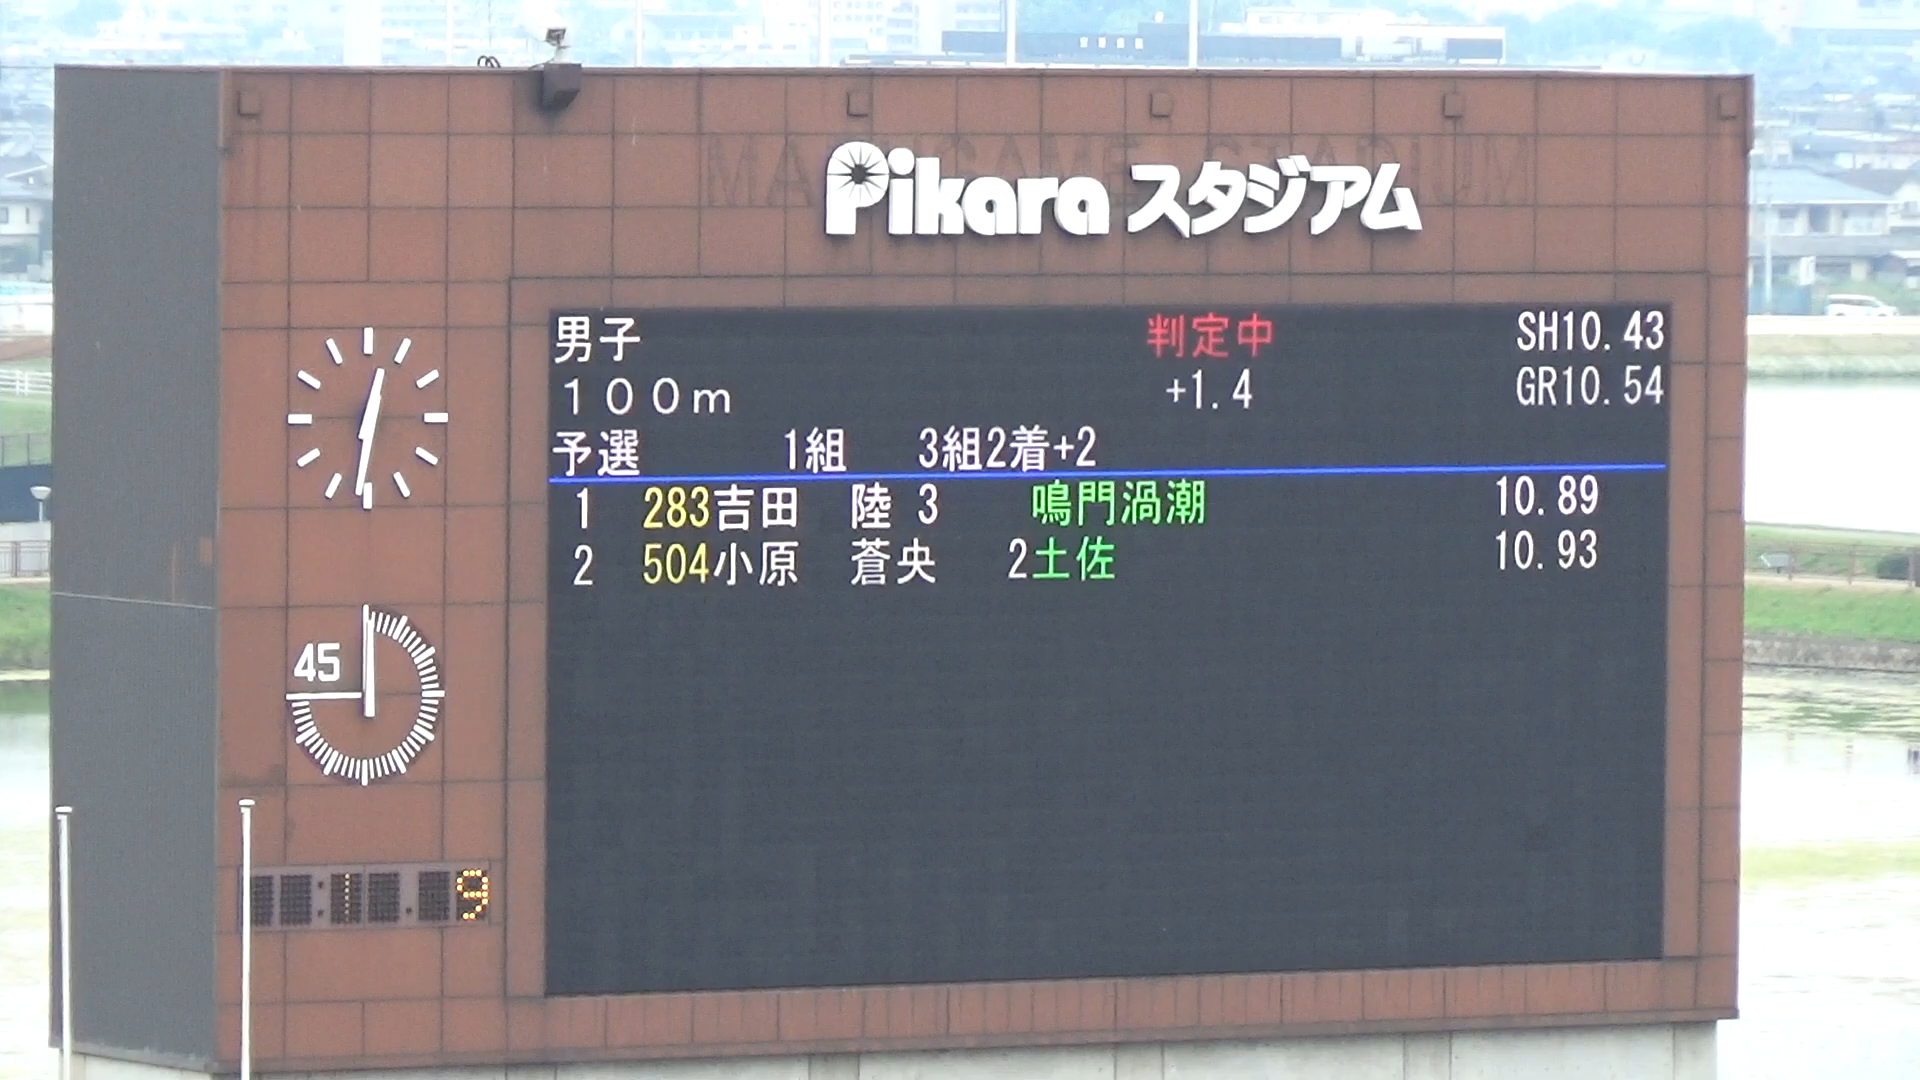 Pikara スタジアム
男子 判定中 SH10.43
100m +1.4 GR10.54
予選 1組 3組2着+2
1 283吉田 陸 3 鳴門渦潮 10.89
2 504小原 蒼央 2土佐 10.93
45
9